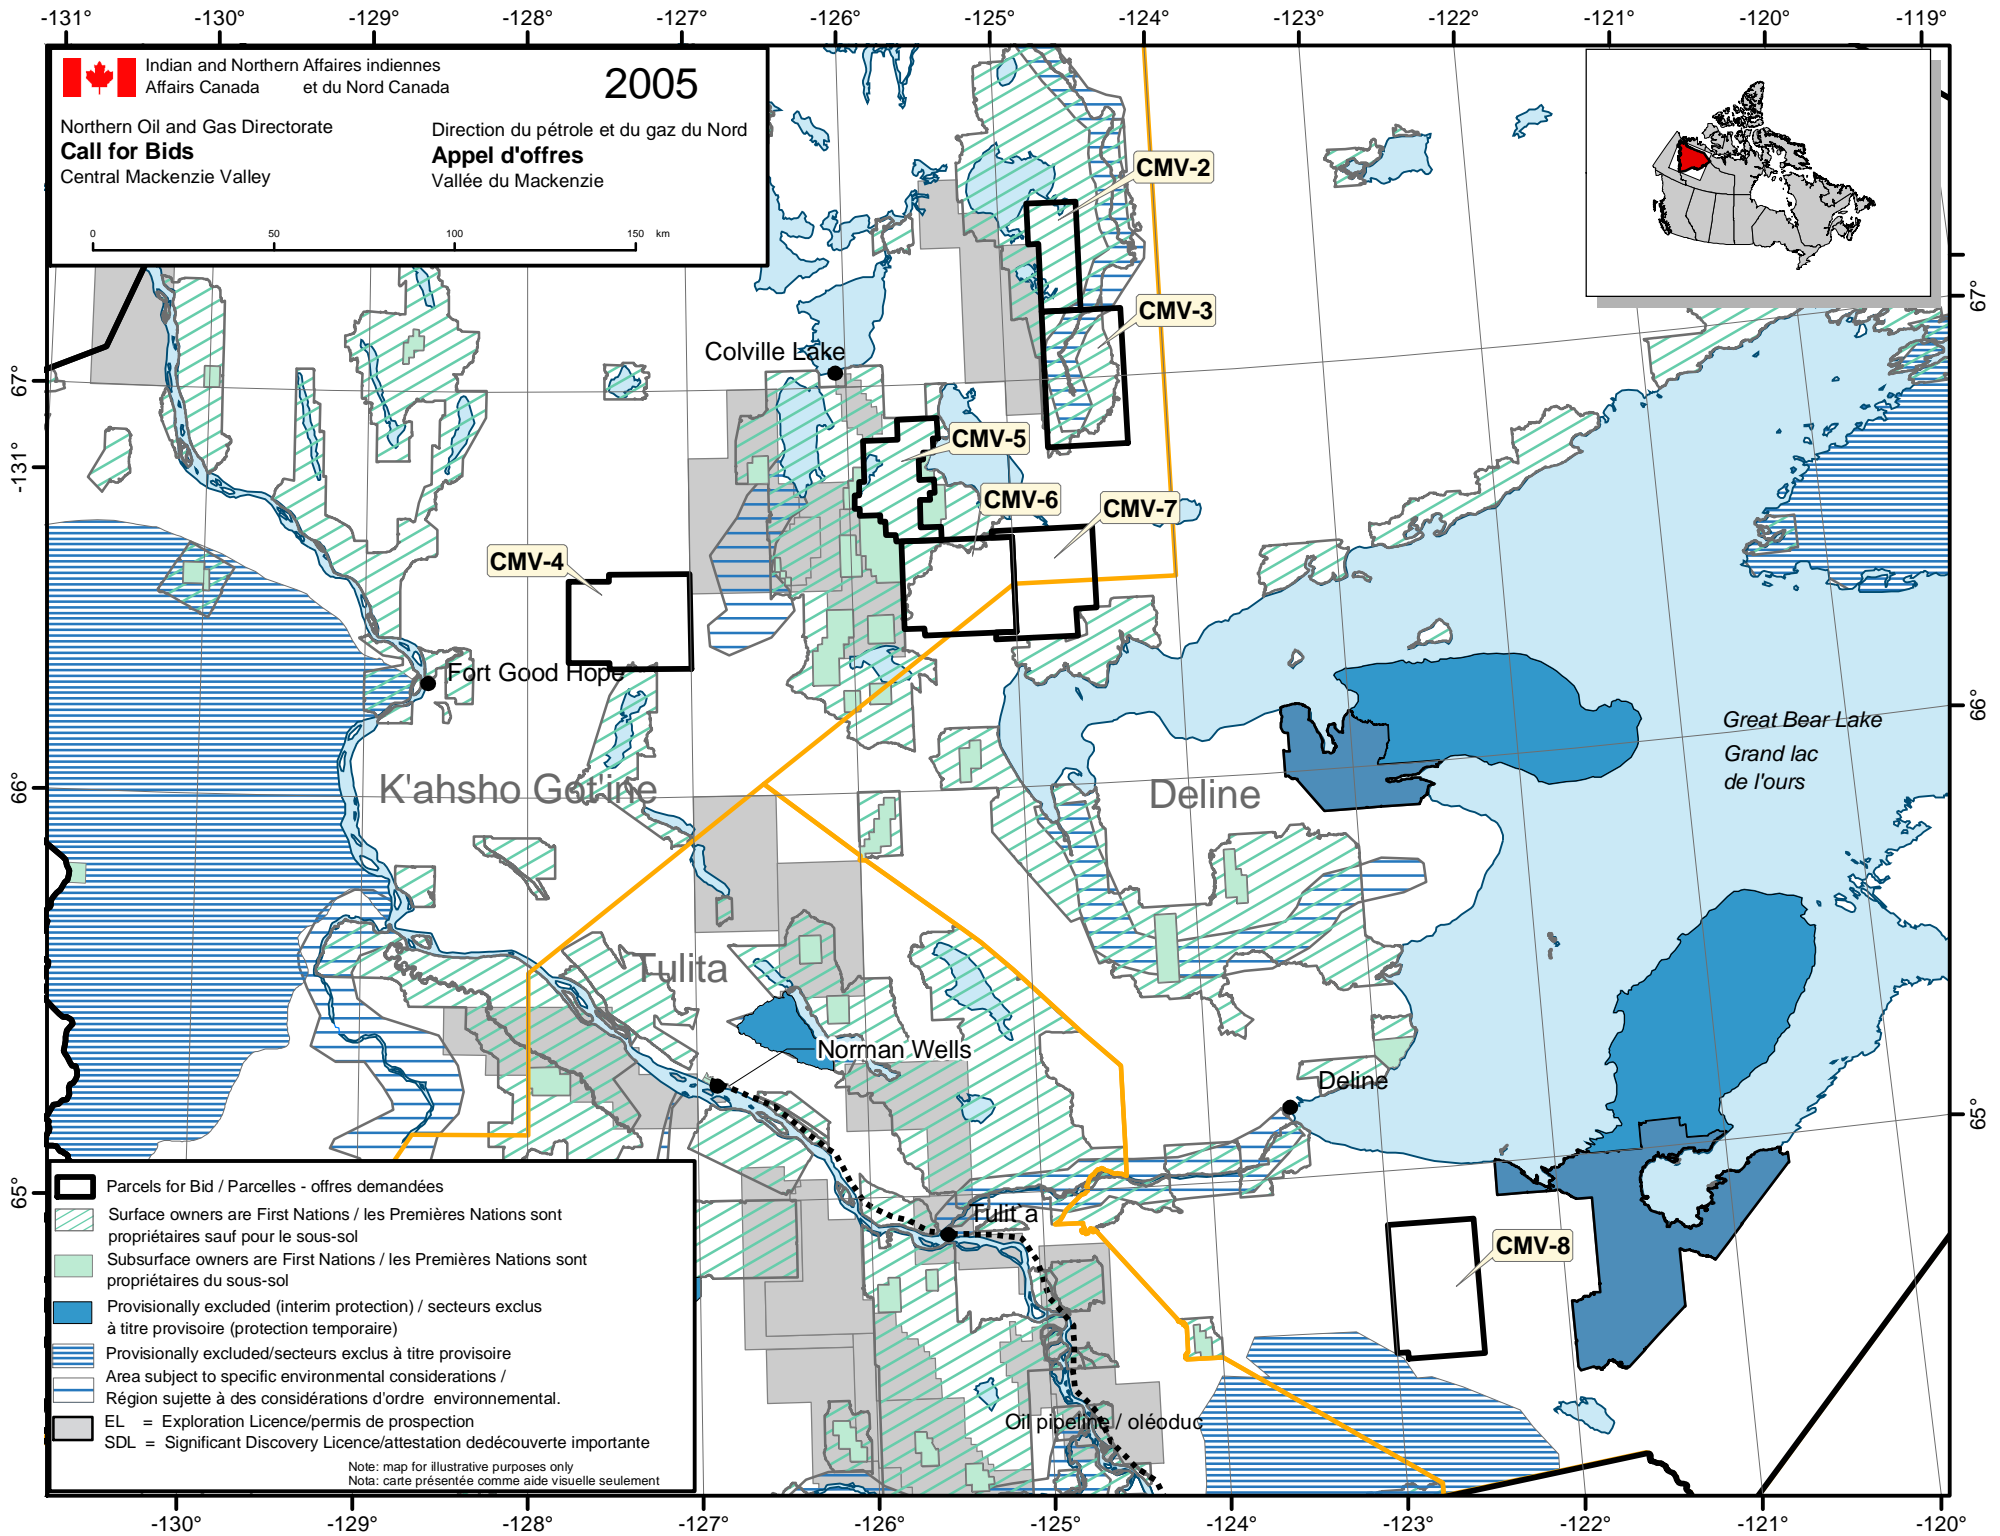 -131° -130° -129° -128° -127° -126° -125° -124° -123° -122° -121° -120° -119°
Indian and Northern Affairs Canada
Affaires indiennes et du Nord Canada
2005
Northern Oil and Gas Directorate
Call for Bids
Central Mackenzie Valley
Direction du pétrole et du gaz du Nord
Appel d'offres
Vallée du Mackenzie
0 50 100 150 km
CMV-2
CMV-3
Colville Lake
CMV-5
CMV-6
CMV-7
CMV-4
Fort Good Hope
K'ahsho Got'ine
Deline
Great Bear Lake
Grand lac
de l'ours
Tulita
Norman Wells
Deline
Tulit'a
CMV-8
Oil pipeline / oléoduc
67°
-131°
66°
65°
67°
66°
65°
Parcels for Bid / Parcelles - offres demandées
Surface owners are First Nations / les Premières Nations sont
propriétaires sauf pour le sous-sol
Subsurface owners are First Nations / les Premières Nations sont
propriétaires du sous-sol
Provisionally excluded (interim protection) / secteurs exclus
à titre provisoire (protection temporaire)
Provisionally excluded/secteurs exclus à titre provisoire
Area subject to specific environmental considerations /
Région sujette à des considérations d'ordre environnemental.
EL = Exploration Licence/permis de prospection
SDL = Significant Discovery Licence/attestation dedécouverte importante
Note: map for illustrative purposes only
Nota: carte présentée comme aide visuelle seulement
-130° -129° -128° -127° -126° -125° -124° -123° -122° -121° -120°